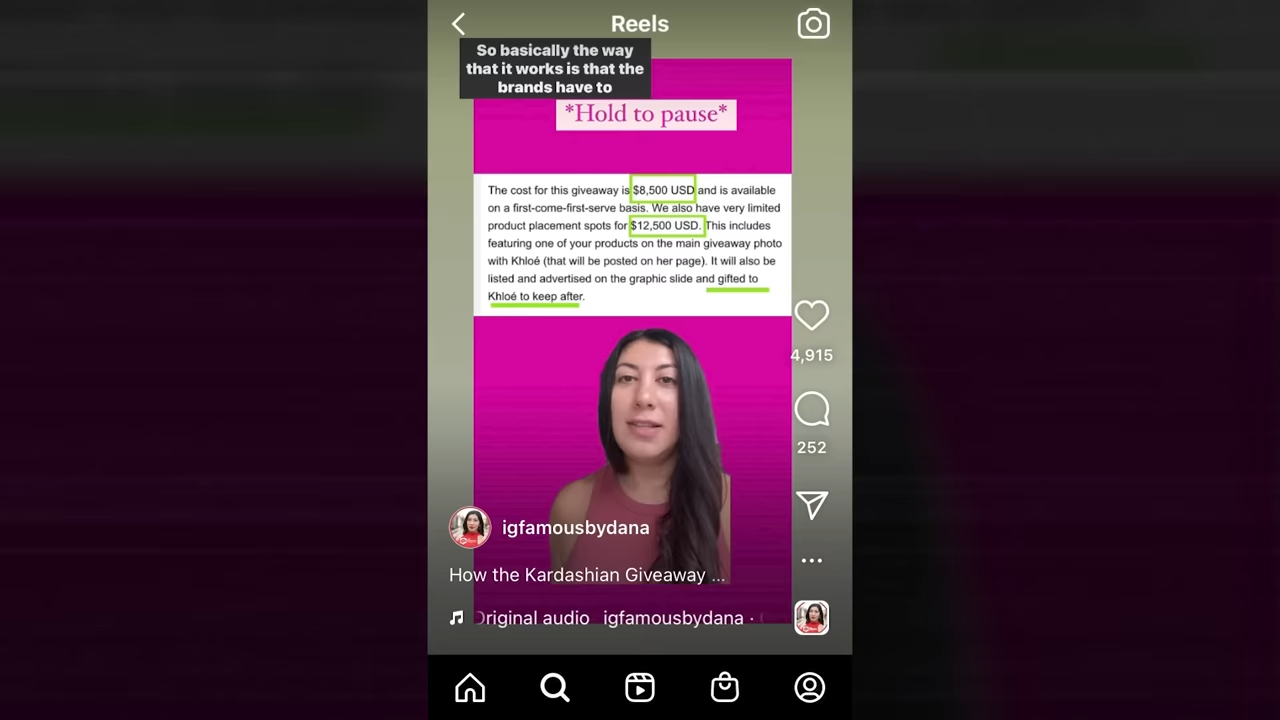 Reels
So basically the way
that it works is that the
brands have to
*Hold to pause*
The cost for this giveaway is $8,500 USD and is available
on a first-come-first-serve basis. We also have very limited
product placement spots for $12,500 USD. This includes
featuring one of your products on the main giveaway photo
with Khloé (that will be posted on her page). It will also be
listed and advertised on the graphic slide and gifted to
Khloé to keep after.
4,915
252
igfamousbydana
How the Kardashian Giveaway ...
Original audio igfamousbydana ·